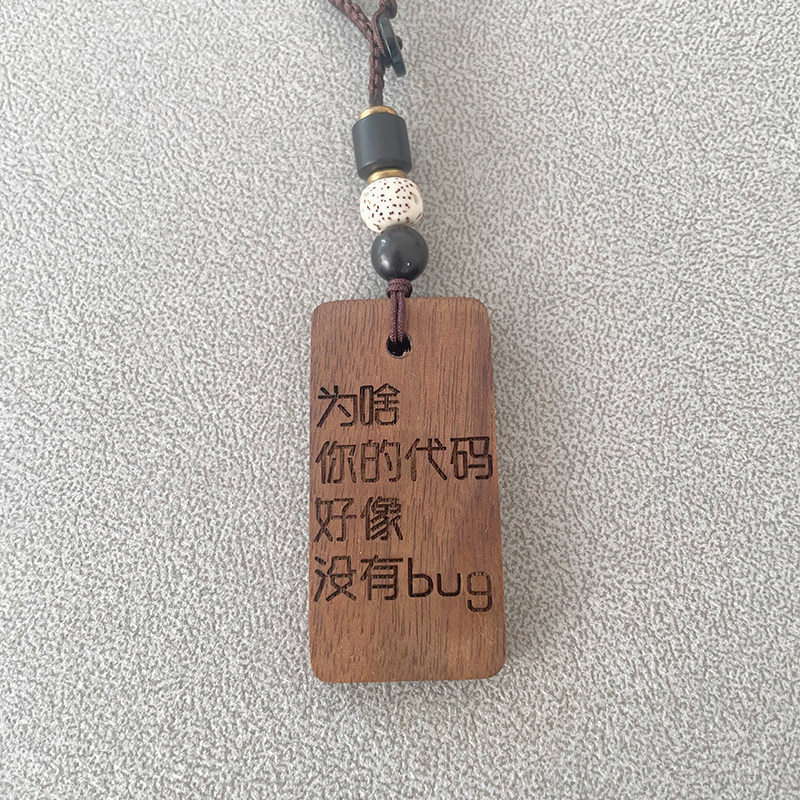 为啥
你的代码
好像
没有bug